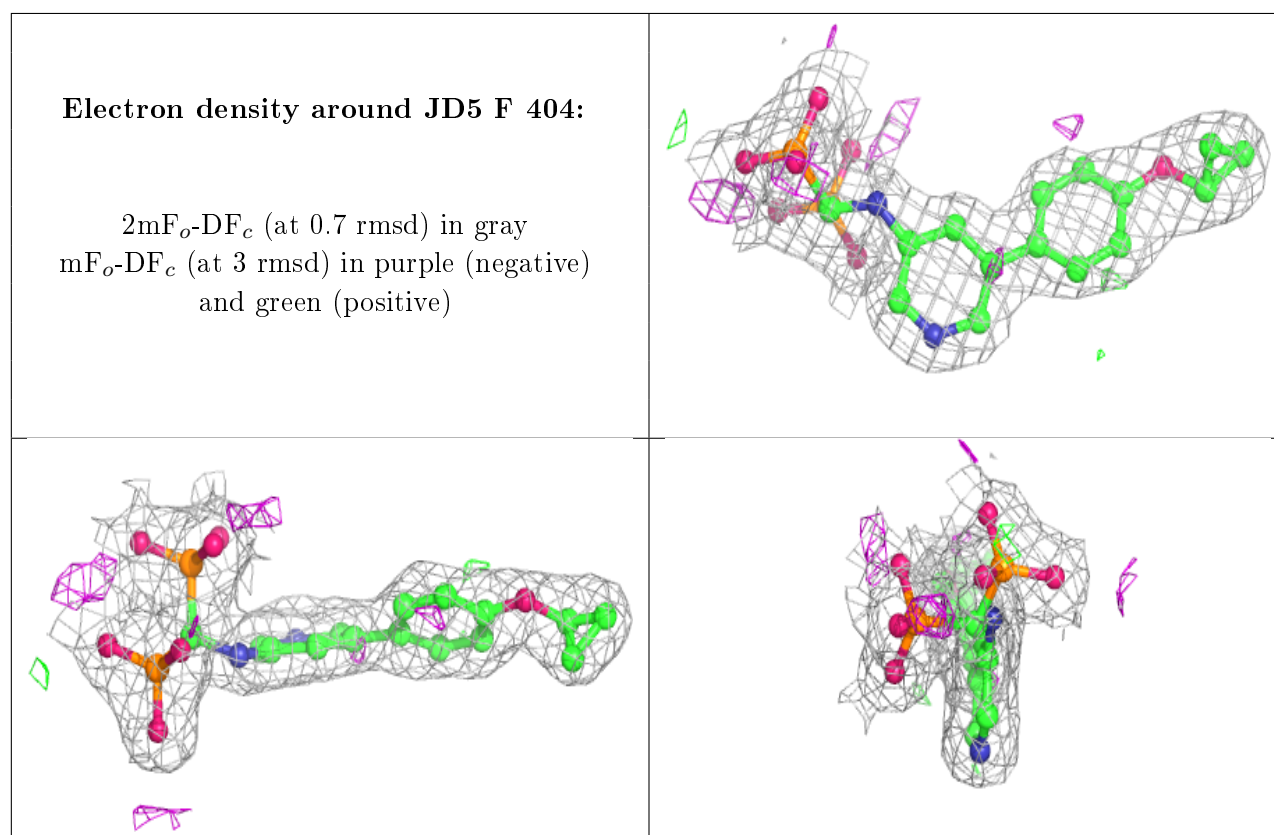 Electron density around JD5 F 404:
2mFo-DFc (at 0.7 rmsd) in gray
mFo-DFc (at 3 rmsd) in purple (negative)
and green (positive)